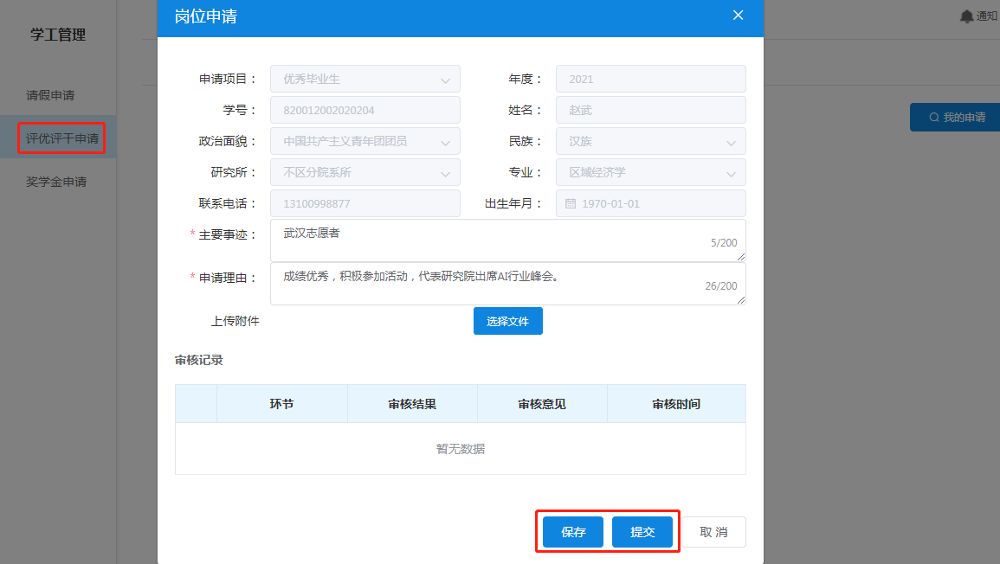 岗位申请
通知
学工管理
请假申请
评优评干申请
奖学金申请
我的申请
申请项目： 优秀毕业生 年度： 2021
学号： 820012002020204 姓名： 赵武
政治面貌： 中国共产主义青年团团员 民族： 汉族
研究所： 不区分院系所 专业： 区域经济学
联系电话： 13100998877 出生年月： 1970-01-01
* 主要事迹： 武汉志愿者
5/200
* 申请理由： 成绩优秀，积极参加活动，代表研究院出席AI行业峰会。
26/200
上传附件 选择文件
审核记录
环节 审核结果 审核意见 审核时间
暂无数据
保存 提交 取 消